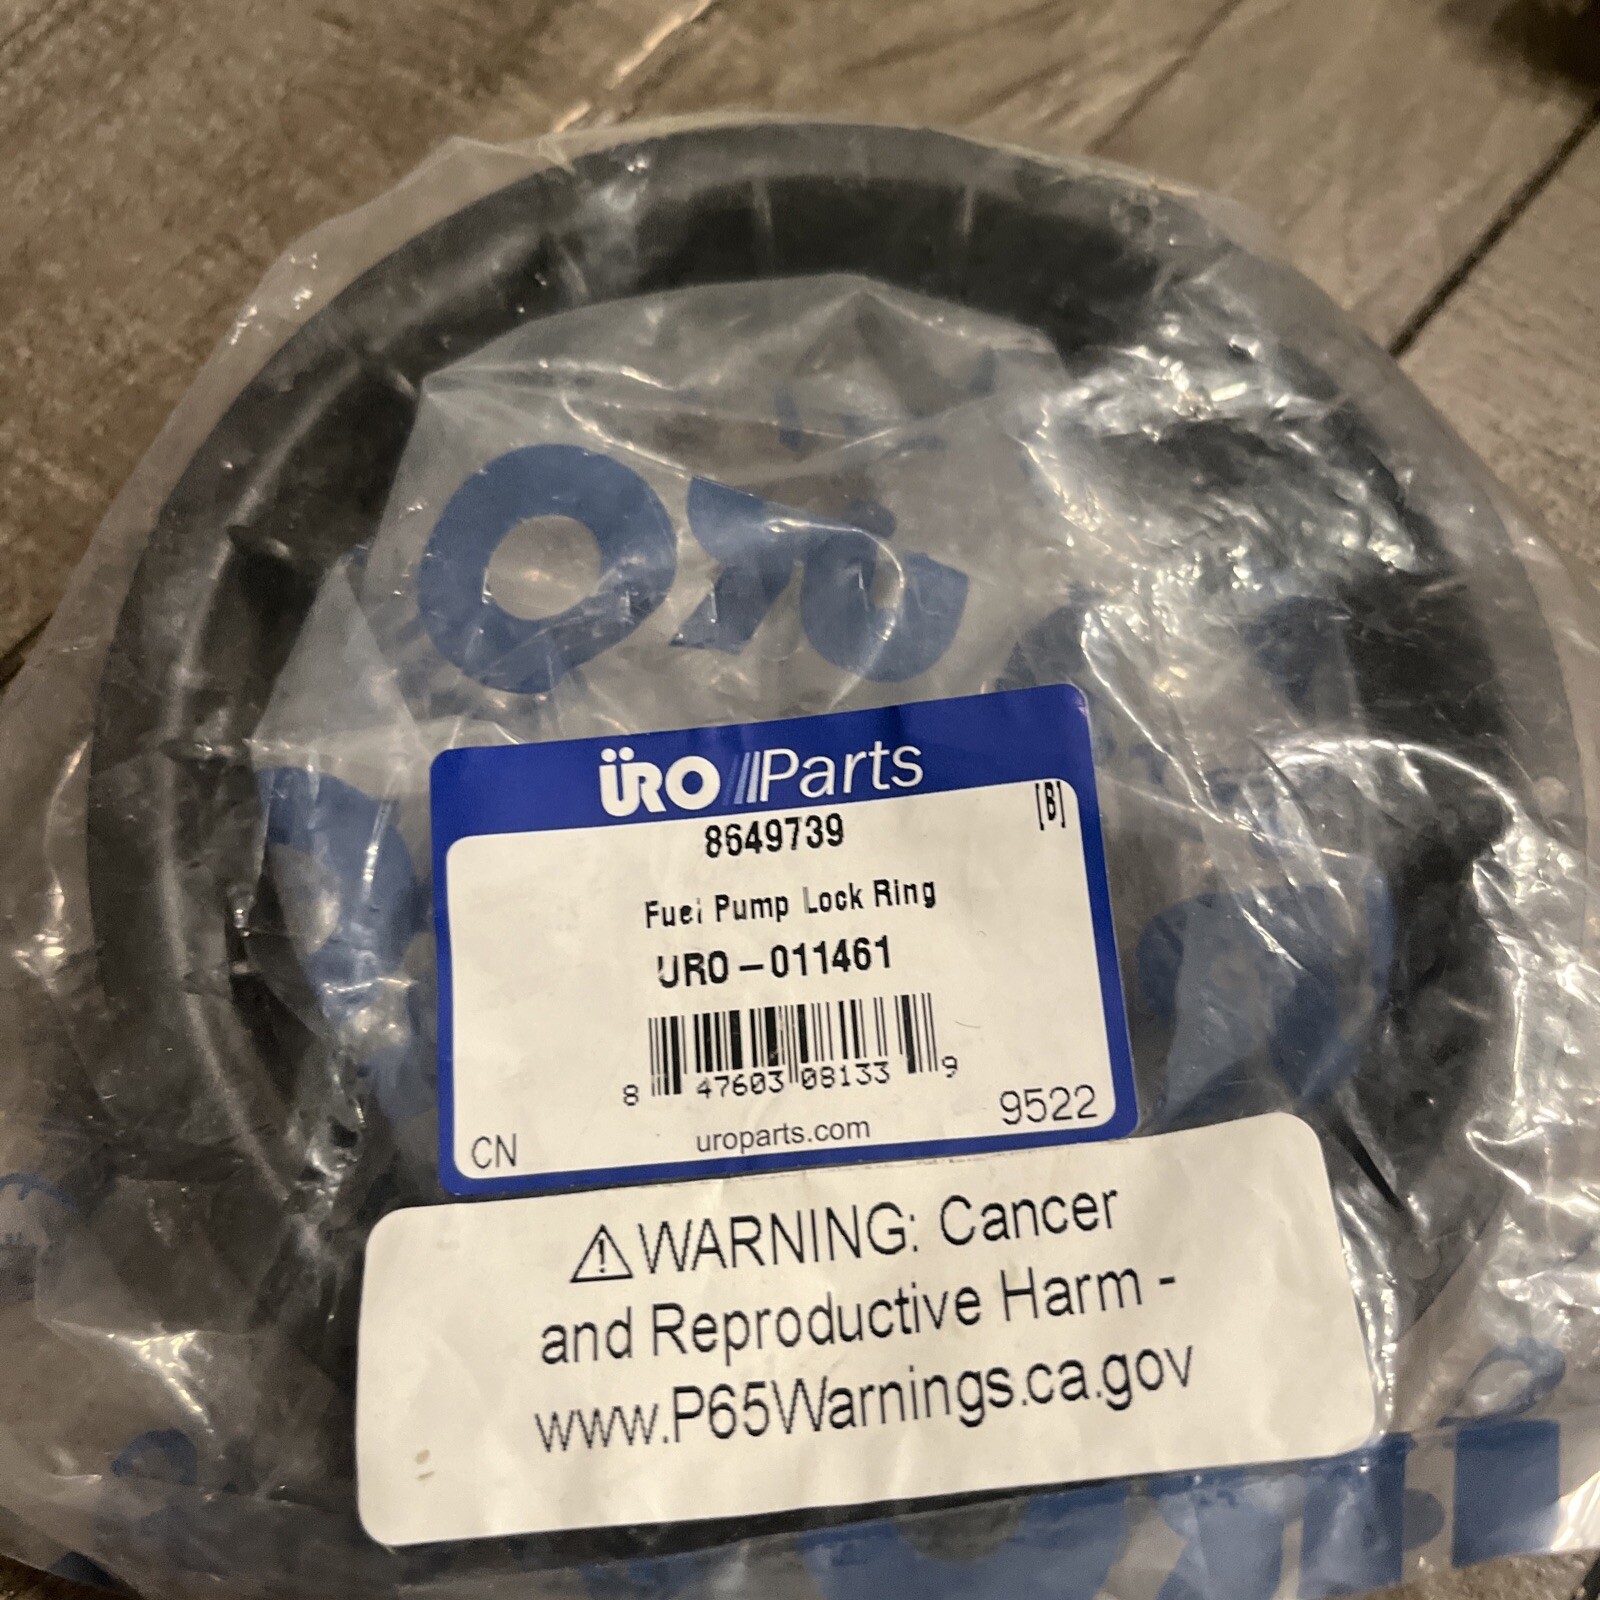 ÜRO Parts
8649739
[B]
Fuel Pump Lock Ring
URO-011461
8 47603 08133 9
CN
uroparts.com
9522
⚠WARNING: Cancer
and Reproductive Harm -
www.P65Warnings.ca.gov